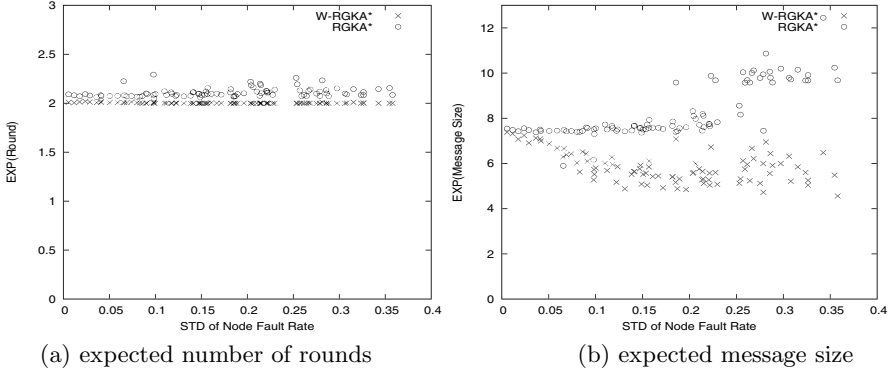 3
2.5
2
1.5
1
0.5
0
EXP(Round)
W-RGKA*
RGKA*
0 0.05 0.1 0.15 0.2 0.25 0.3 0.35 0.4
STD of Node Fault Rate
(a) expected number of rounds
12
10
8
6
4
2
0
EXP(Message Size)
W-RGKA*
RGKA*
0 0.05 0.1 0.15 0.2 0.25 0.3 0.35 0.4
STD of Node Fault Rate
(b) expected message size